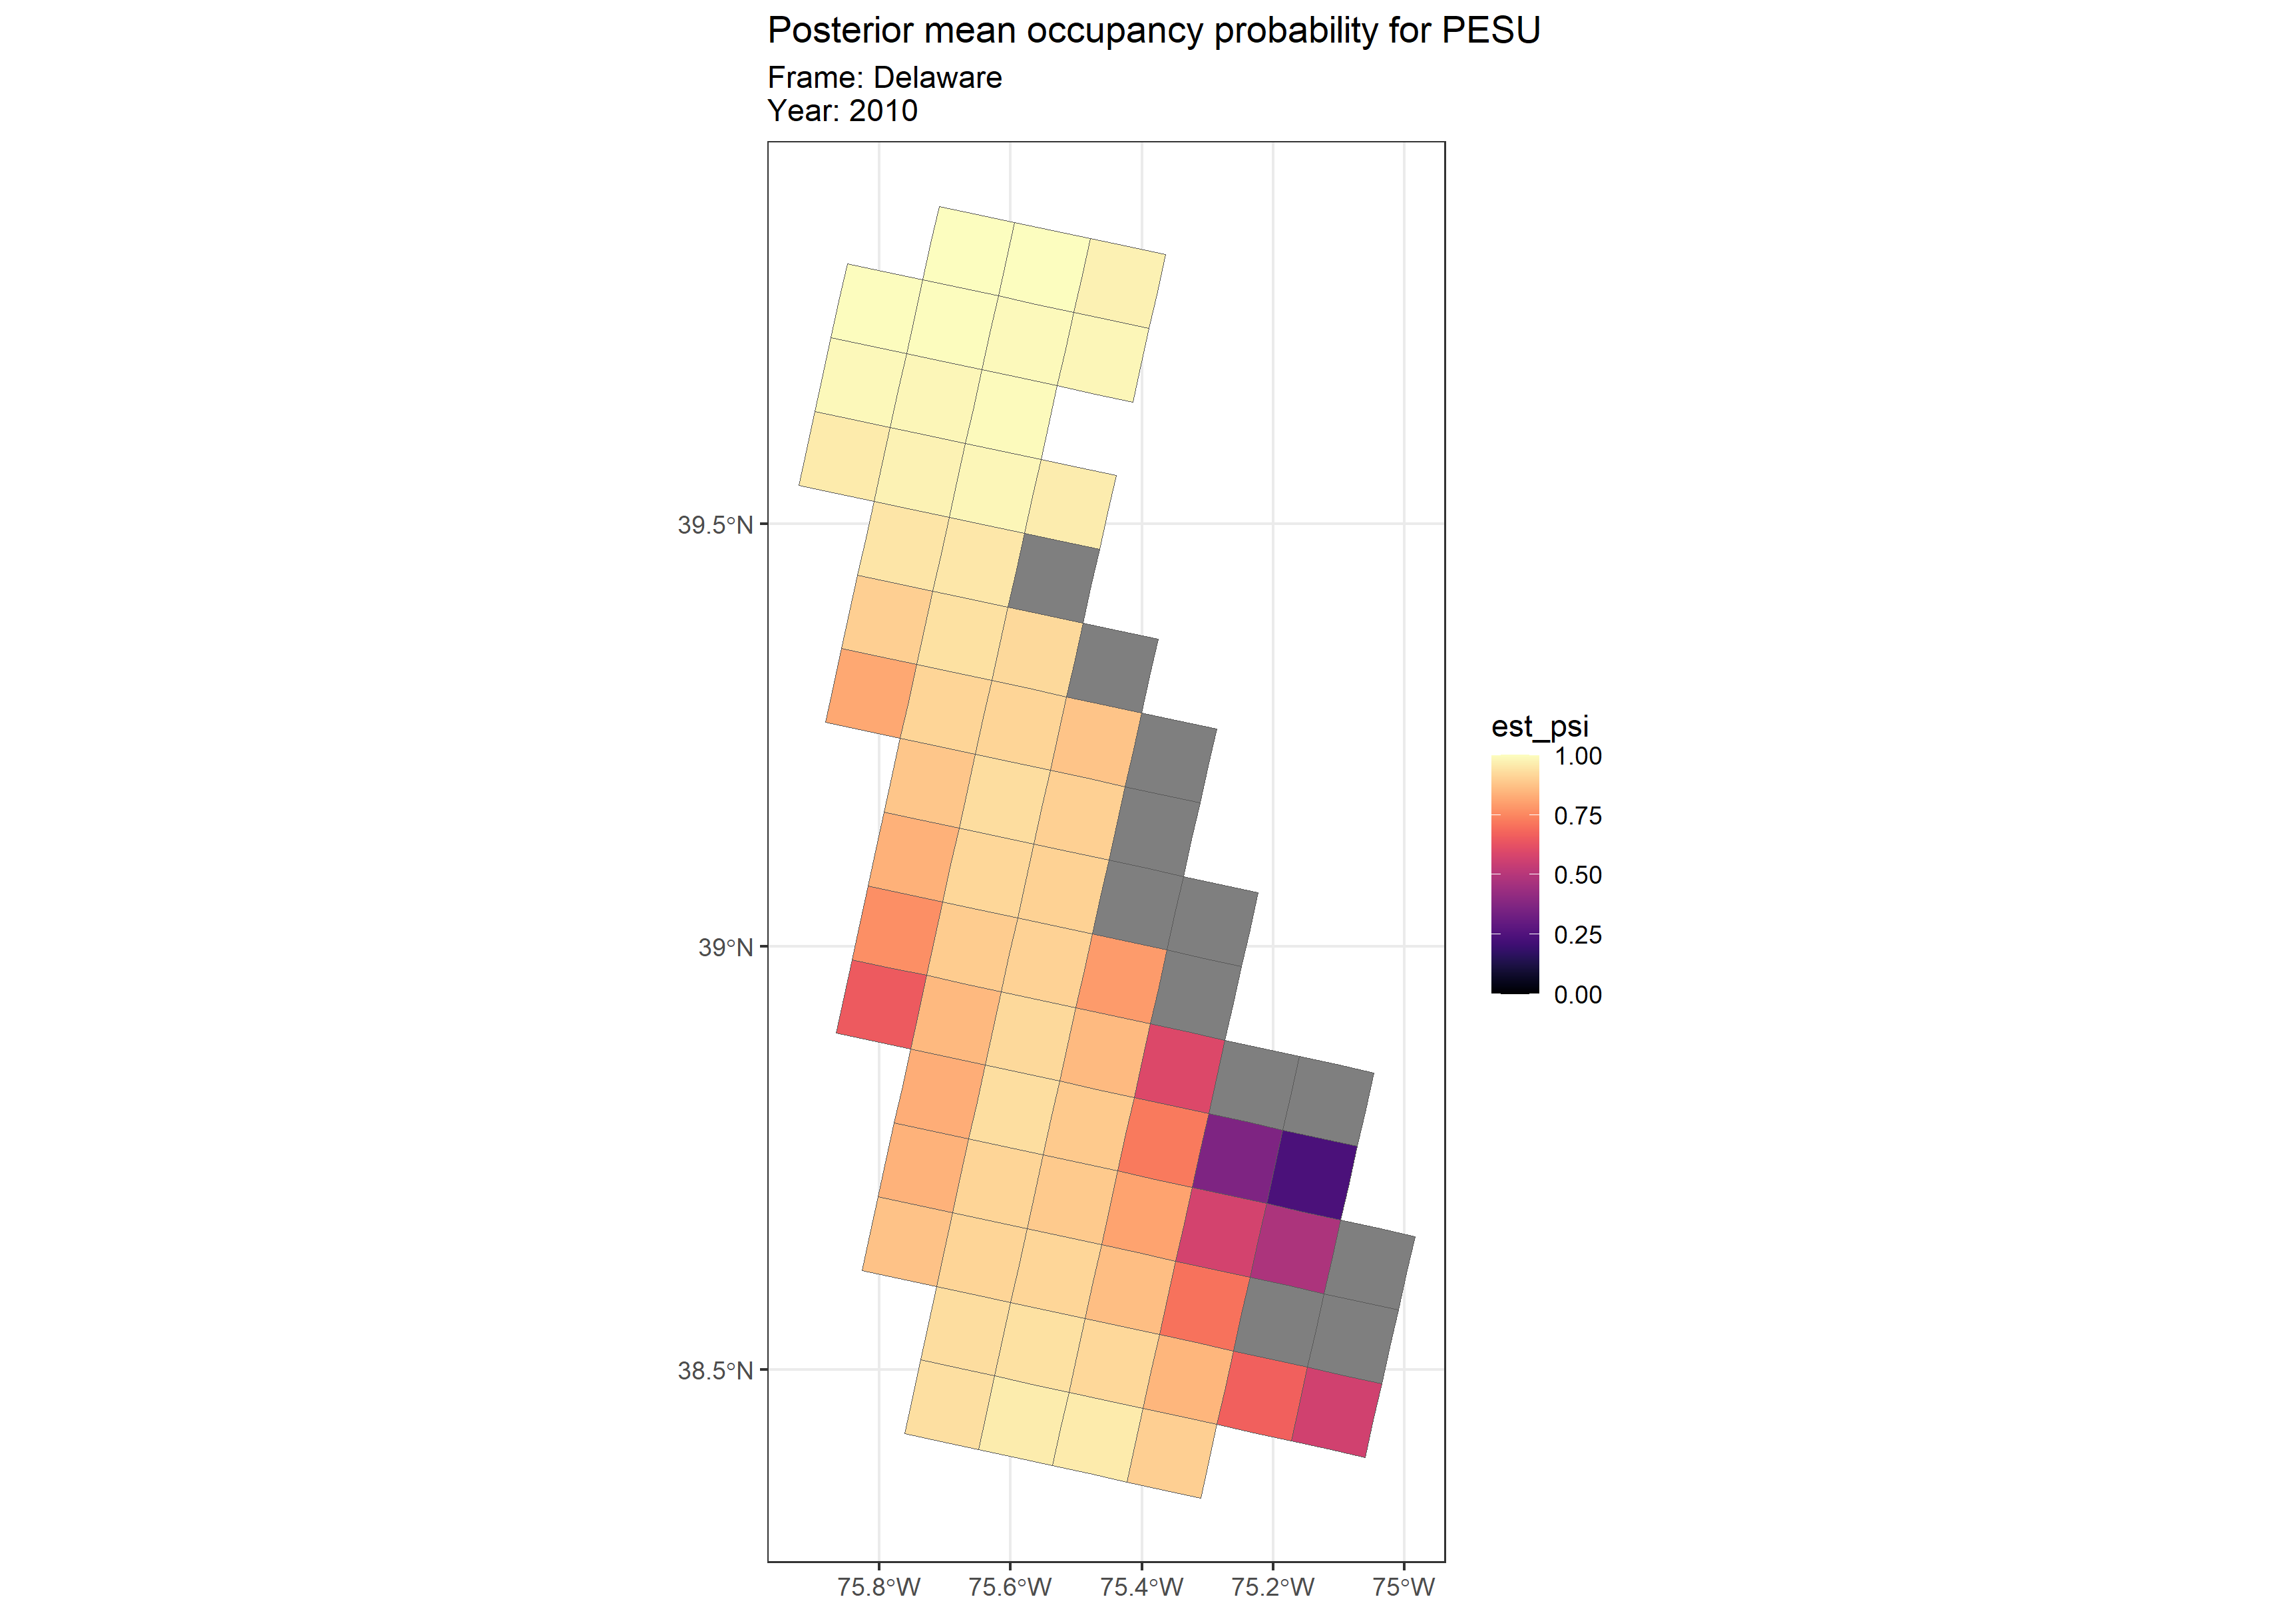 Posterior mean occupancy probability for PESU
Frame: Delaware
Year: 2010
39.5°N
39°N
38.5°N
75.8°W
75.6°W
75.4°W
75.2°W
75°W
est_psi
1.00
0.75
0.50
0.25
0.00